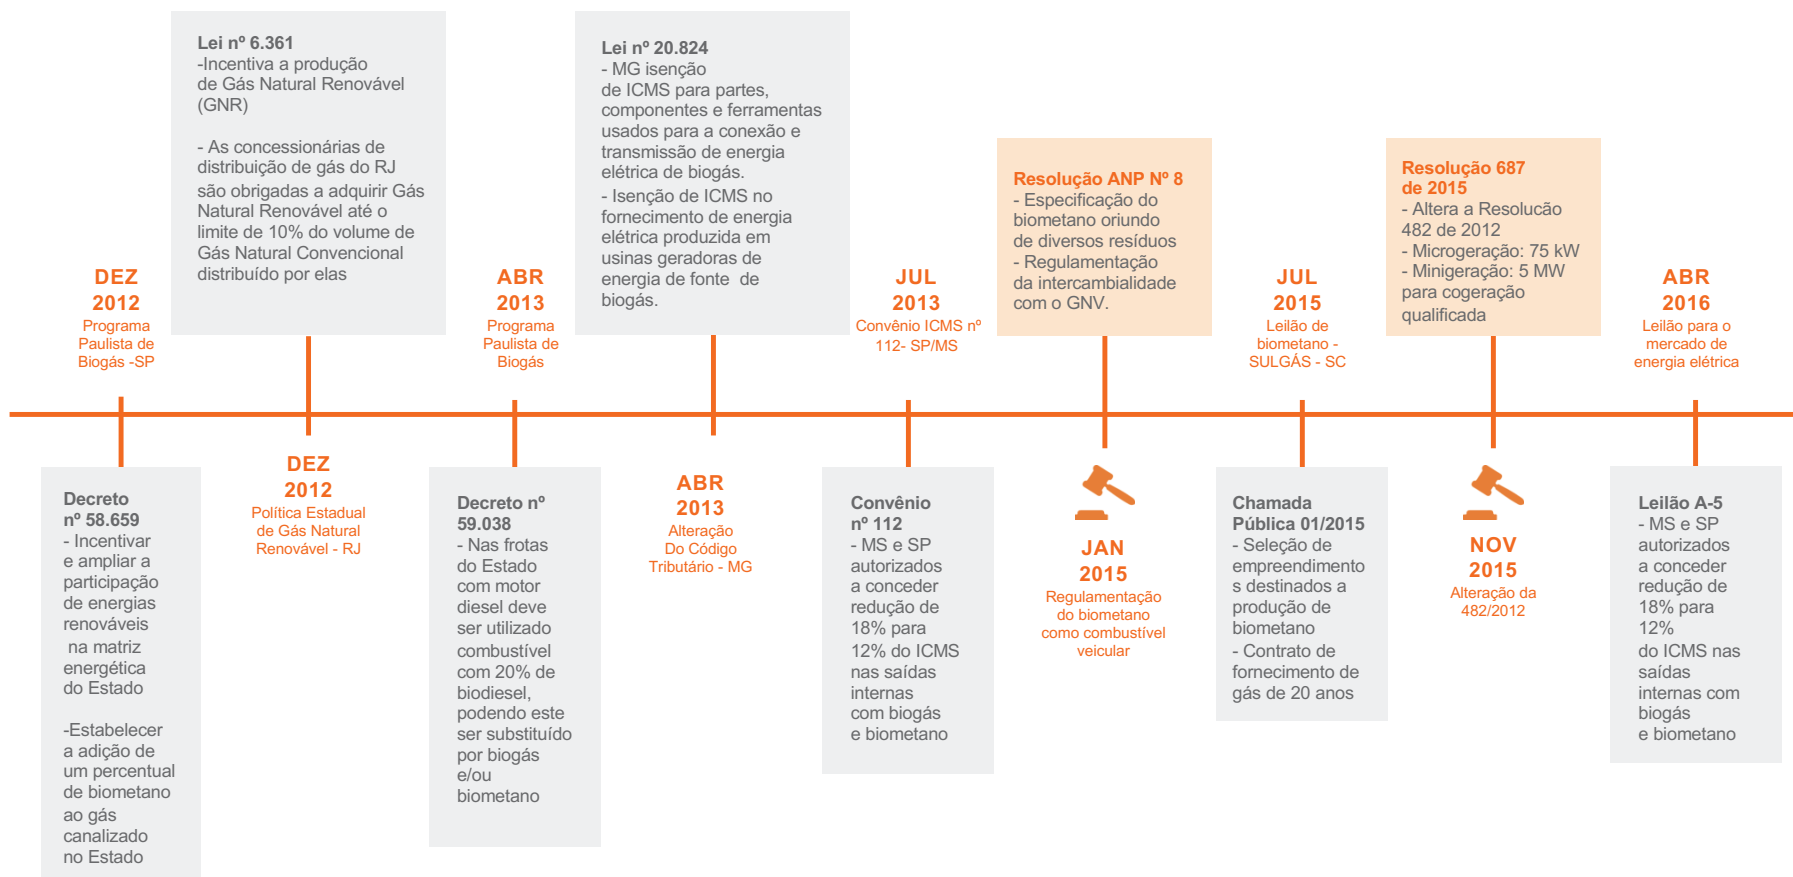 DEZ
2012
Programa
Paulista de
Biogás -SP
Decreto
nº 58.659
- Incentivar
e ampliar a
participação
de energias
renováveis
na matriz
energética
do Estado
-Estabelecer
a adição de
um percentual
de biometano
ao gás
canalizado
no Estado
Lei nº 6.361
-Incentiva a produção
de Gás Natural Renovável
(GNR)
- As concessionárias de
distribuição de gás do RJ
são obrigadas a adquirir Gás
Natural Renovável até o
limite de 10% do volume de
Gás Natural Convencional
distribuído por elas
DEZ
2012
Política Estadual
de Gás Natural
Renovável - RJ
ABR
2013
Programa
Paulista de
Biogás
Decreto nº
59.038
- Nas frotas
do Estado
com motor
diesel deve
ser utilizado
combustível
com 20% de
biodiesel,
podendo este
ser substituído
por biogás
e/ou
biometano
Lei nº 20.824
- MG isenção
de ICMS para partes,
componentes e ferramentas
usados para a conexão e
transmissão de energia
elétrica de biogás.
- Isenção de ICMS no
fornecimento de energia
elétrica produzida em
usinas geradoras de
energia de fonte de
biogás.
ABR
2013
Alteração
Do Código
Tributário - MG
JUL
2013
Convênio ICMS nº
112- SP/MS
Convênio
nº 112
- MS e SP
autorizados
a conceder
redução de
18% para
12% do ICMS
nas saídas
internas
com biogás
e biometano
Resolução ANP Nº 8
- Especificação do
biometano oriundo
de diversos resíduos
- Regulamentação
da intercambialidade
com o GNV.
JAN
2015
Regulamentação
do biometano
como combustível
veicular
JUL
2015
Leilão de
biometano -
SULGÁS - SC
Chamada
Pública 01/2015
- Seleção de
empreendimento
s destinados a
produção de
biometano
- Contrato de
fornecimento de
gás de 20 anos
Resolução 687
de 2015
- Altera a Resolucão
482 de 2012
- Microgeração: 75 kW
- Minigeração: 5 MW
para cogeração
qualificada
NOV
2015
Alteração da
482/2012
ABR
2016
Leilão para o
mercado de
energia elétrica
Leilão A-5
- MS e SP
autorizados
a conceder
redução de
18% para
12%
do ICMS nas
saídas
internas com
biogás
e biometano